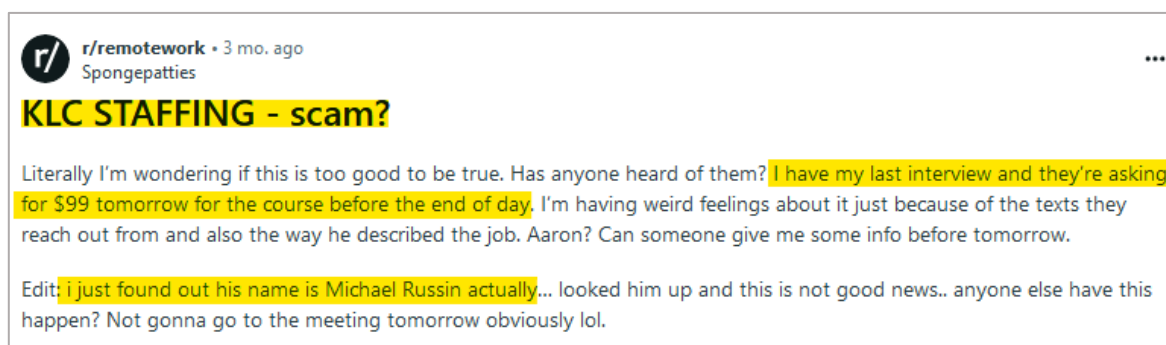 r/
r/remotework • 3 mo. ago
Spongepatties
•••
KLC STAFFING - scam?
Literally I'm wondering if this is too good to be true. Has anyone heard of them? I have my last interview and they're asking
for $99 tomorrow for the course before the end of day. I'm having weird feelings about it just because of the texts they
reach out from and also the way he described the job. Aaron? Can someone give me some info before tomorrow.
Edit: i just found out his name is Michael Russin actually... looked him up and this is not good news.. anyone else have this
happen? Not gonna go to the meeting tomorrow obviously lol.